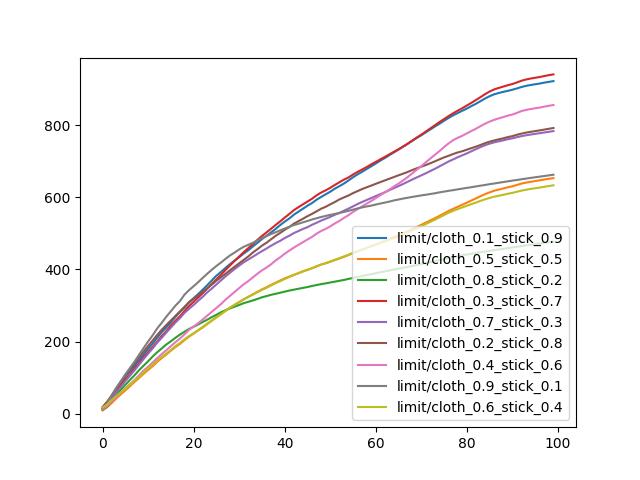 800
600
400
200
0
limit/cloth_0.1_stick_0.9
limit/cloth_0.5_stick_0.5
limit/cloth_0.8_stick_0.2
limit/cloth_0.3_stick_0.7
limit/cloth_0.7_stick_0.3
limit/cloth_0.2_stick_0.8
limit/cloth_0.4_stick_0.6
limit/cloth_0.9_stick_0.1
limit/cloth_0.6_stick_0.4
0 20 40 60 80 100